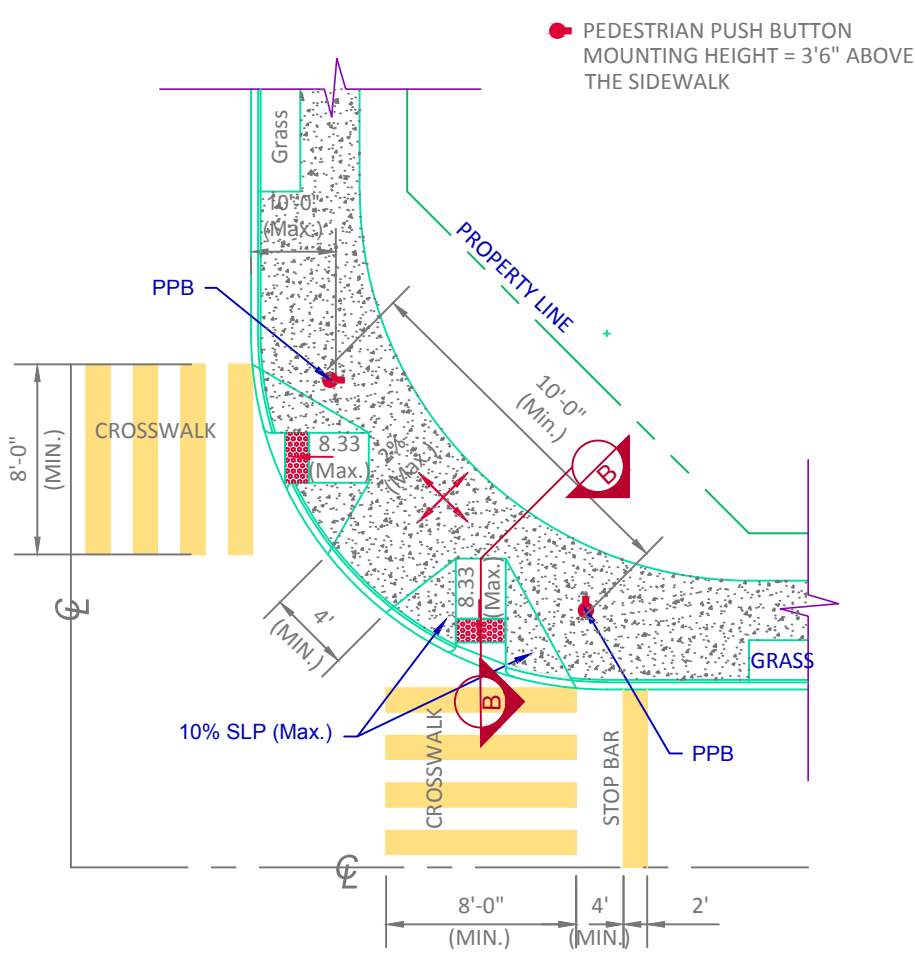 PEDESTRIAN PUSH BUTTON
MOUNTING HEIGHT = 3'6" ABOVE
THE SIDEWALK
Grass
10'-0"
(Max.)
PROPERTY LINE
PPB
10'-0"
(Min.)
8'-0"
(MIN.)
CROSSWALK
8.33
(Max.)
2%
(Max.)
B
8.33
(Max.)
℄
4'
(MIN.)
GRASS
B
10% SLP (Max.)
CROSSWALK
STOP BAR
PPB
℄
8'-0"
(MIN.)
4'
(MIN.)
2'